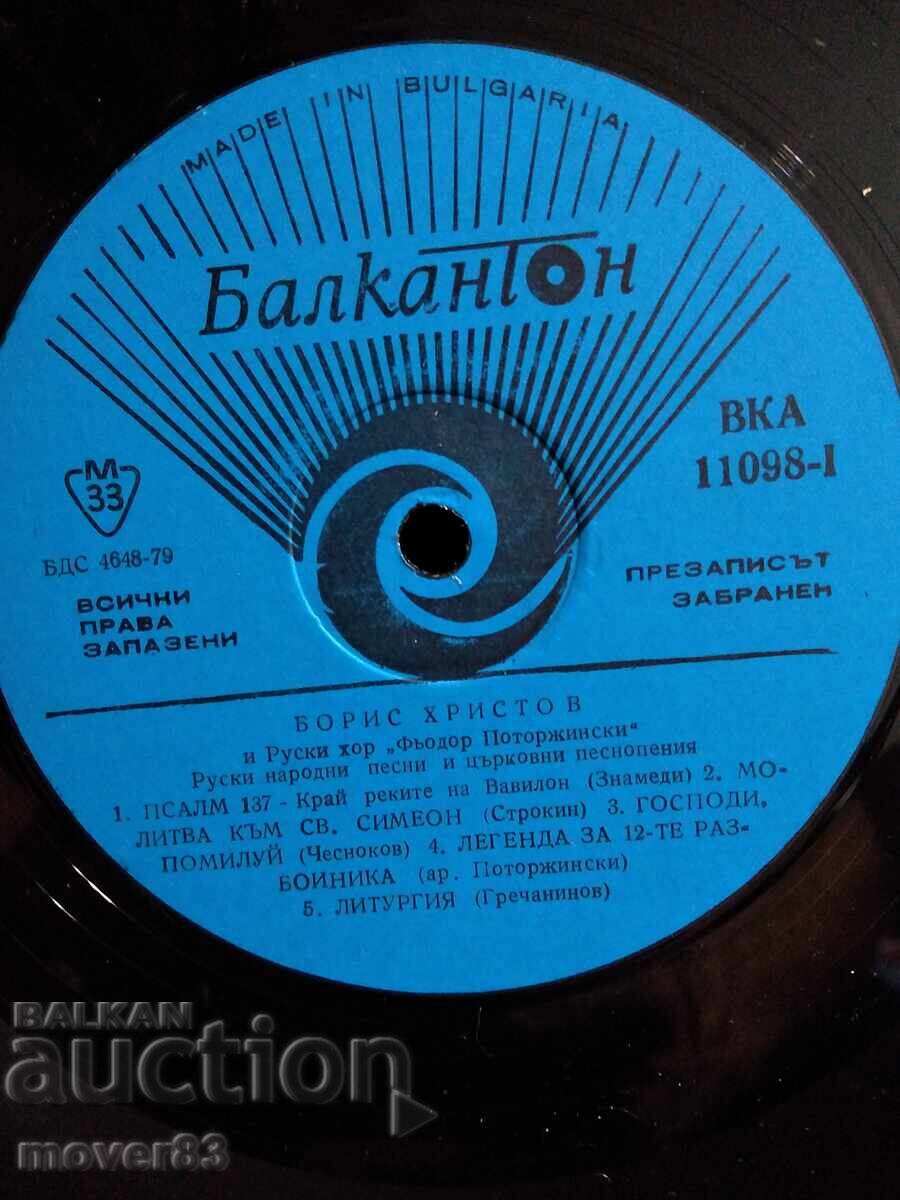 MADE IN BULGARIA
Балкантон
ВКА
11098-I
М
33
БДС 4648-79
ВСИЧКИ
ПРАВА
ЗАПАЗЕНИ
ПРЕЗАПИСЪТ
ЗАБРАНЕН
БОРИС ХРИСТОВ
и Руски хор „Фьодор Поторжински“
Руски народни песни и църковни песнопения
1. ПСАЛМ 137 - Край реките на Вавилон (Знамеди) 2. МО-
ЛИТВА КЪМ СВ. СИМЕОН (Строкин) 3. ГОСПОДИ,
ПОМИЛУЙ (Чесноков) 4. ЛЕГЕНДА ЗА 12-ТЕ РАЗ-
БОЙНИКА (ар. Поторжински)
5. ЛИТУРГИЯ (Гречанинов)
BALKAN
auction
mover83